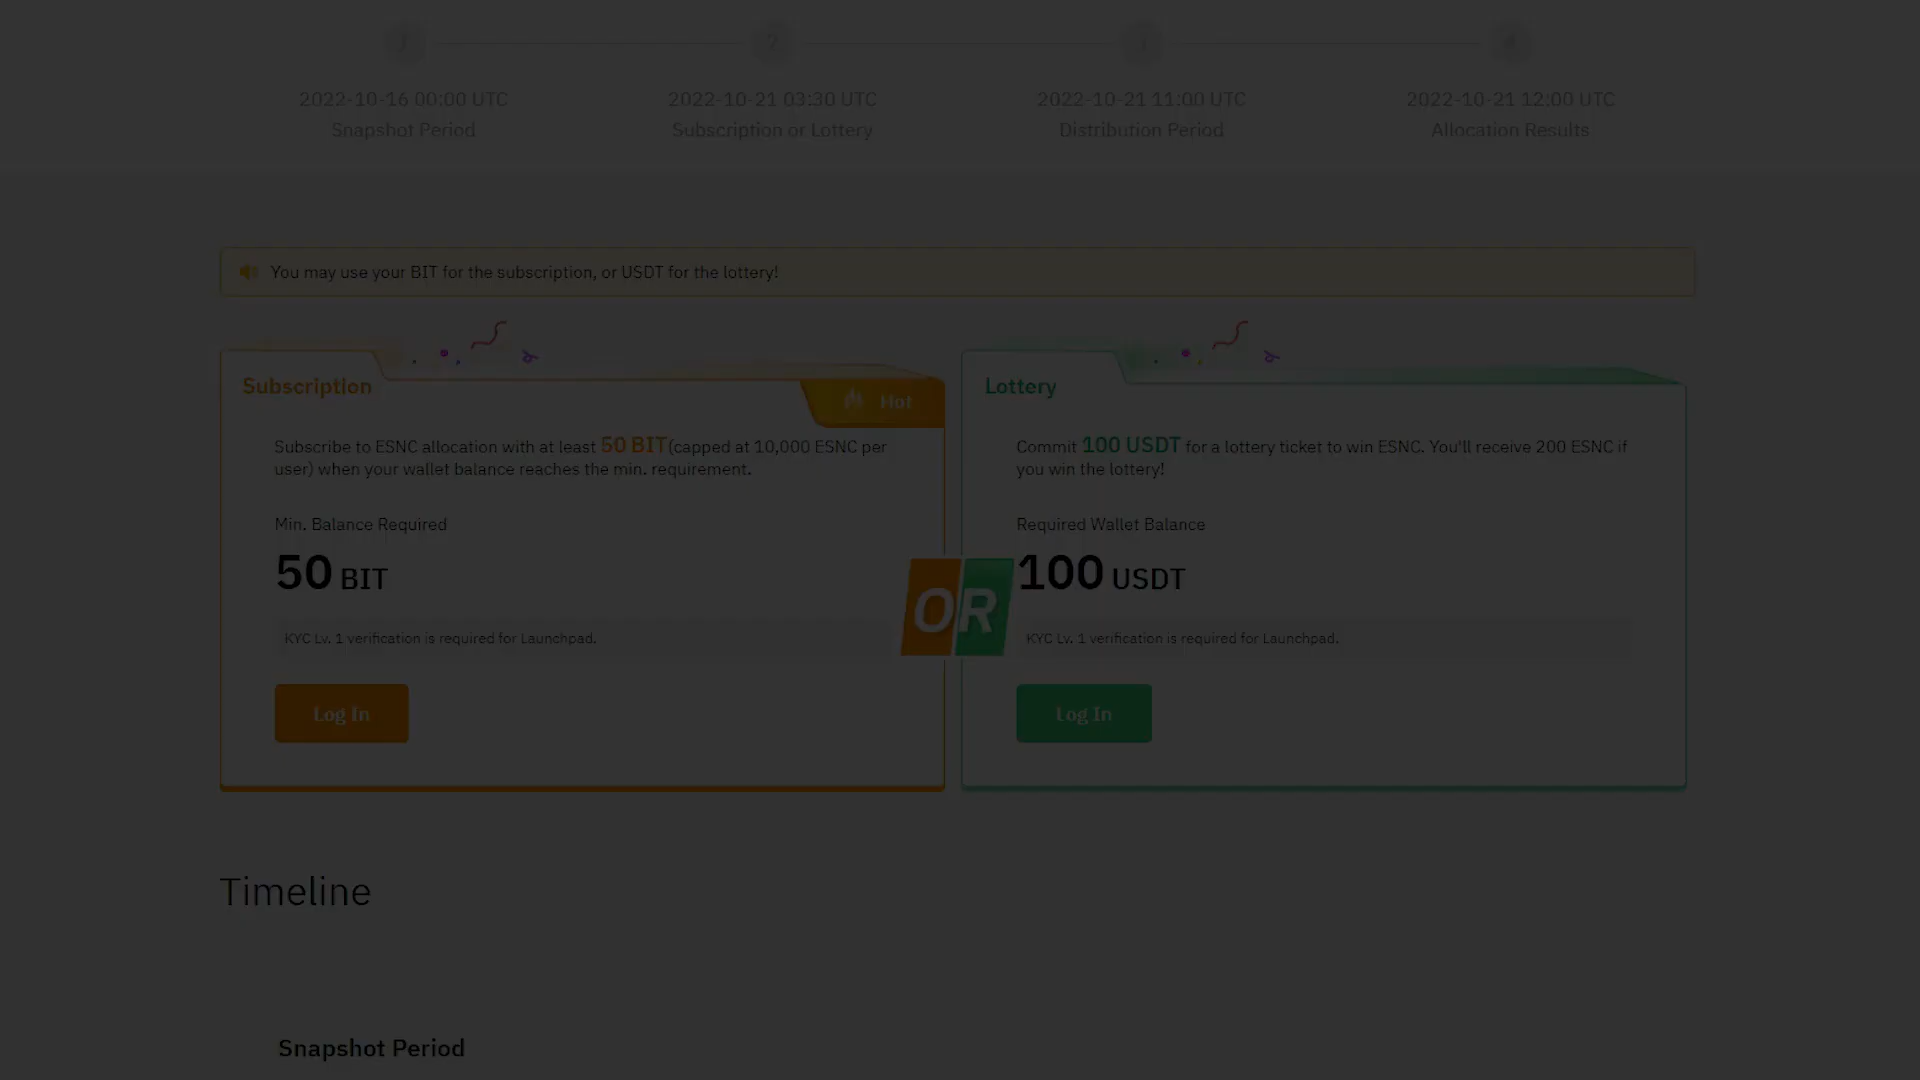 1
2
3
4
2022-10-16 00:00 UTC
Snapshot Period
2022-10-21 03:30 UTC
Subscription or Lottery
2022-10-21 11:00 UTC
Distribution Period
2022-10-21 12:00 UTC
Allocation Results
You may use your BIT for the subscription, or USDT for the lottery!
Subscription
Hot
Subscribe to ESNC allocation with at least 50 BIT(capped at 10,000 ESNC per
user) when your wallet balance reaches the min. requirement.
Min. Balance Required
50 BIT
KYC Lv. 1 verification is required for Launchpad.
Log In
OR
Lottery
Commit 100 USDT for a lottery ticket to win ESNC. You'll receive 200 ESNC if
you win the lottery!
Required Wallet Balance
100 USDT
KYC Lv. 1 verification is required for Launchpad.
Log In
Timeline
Snapshot Period